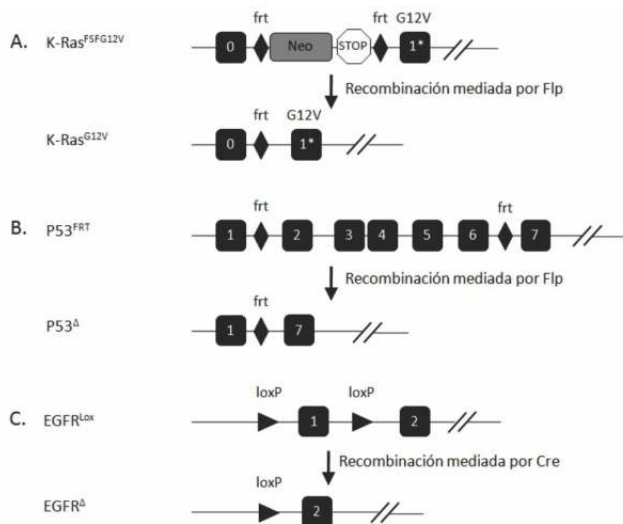 frt frt G12V
A. K-Ras^FSFG12V 0 Neo STOP 1*
Recombinación mediada por Flp
frt G12V
K-Ras^G12V 0 1*
frt frt
B. P53^FRT 1 2 3 4 5 6 7
Recombinación mediada por Flp
frt
P53^Δ 1 7
loxP loxP
C. EGFR^Lox 1 2
Recombinación mediada por Cre
loxP
EGFR^Δ 2